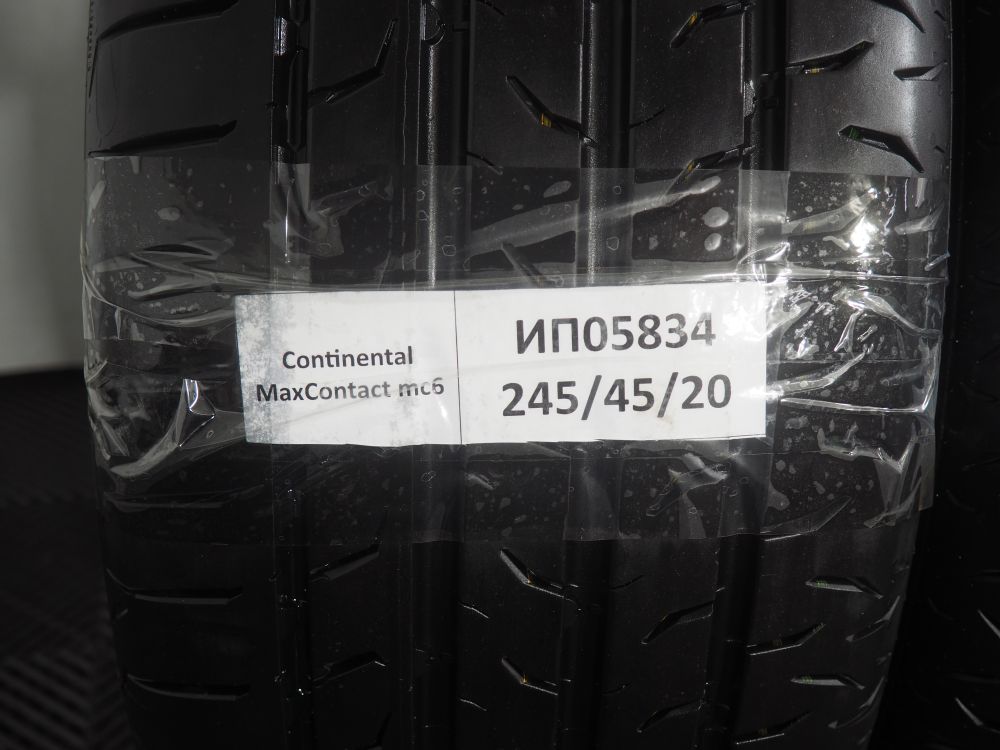 Continental
MaxContact mc6
ИП05834
245/45/20